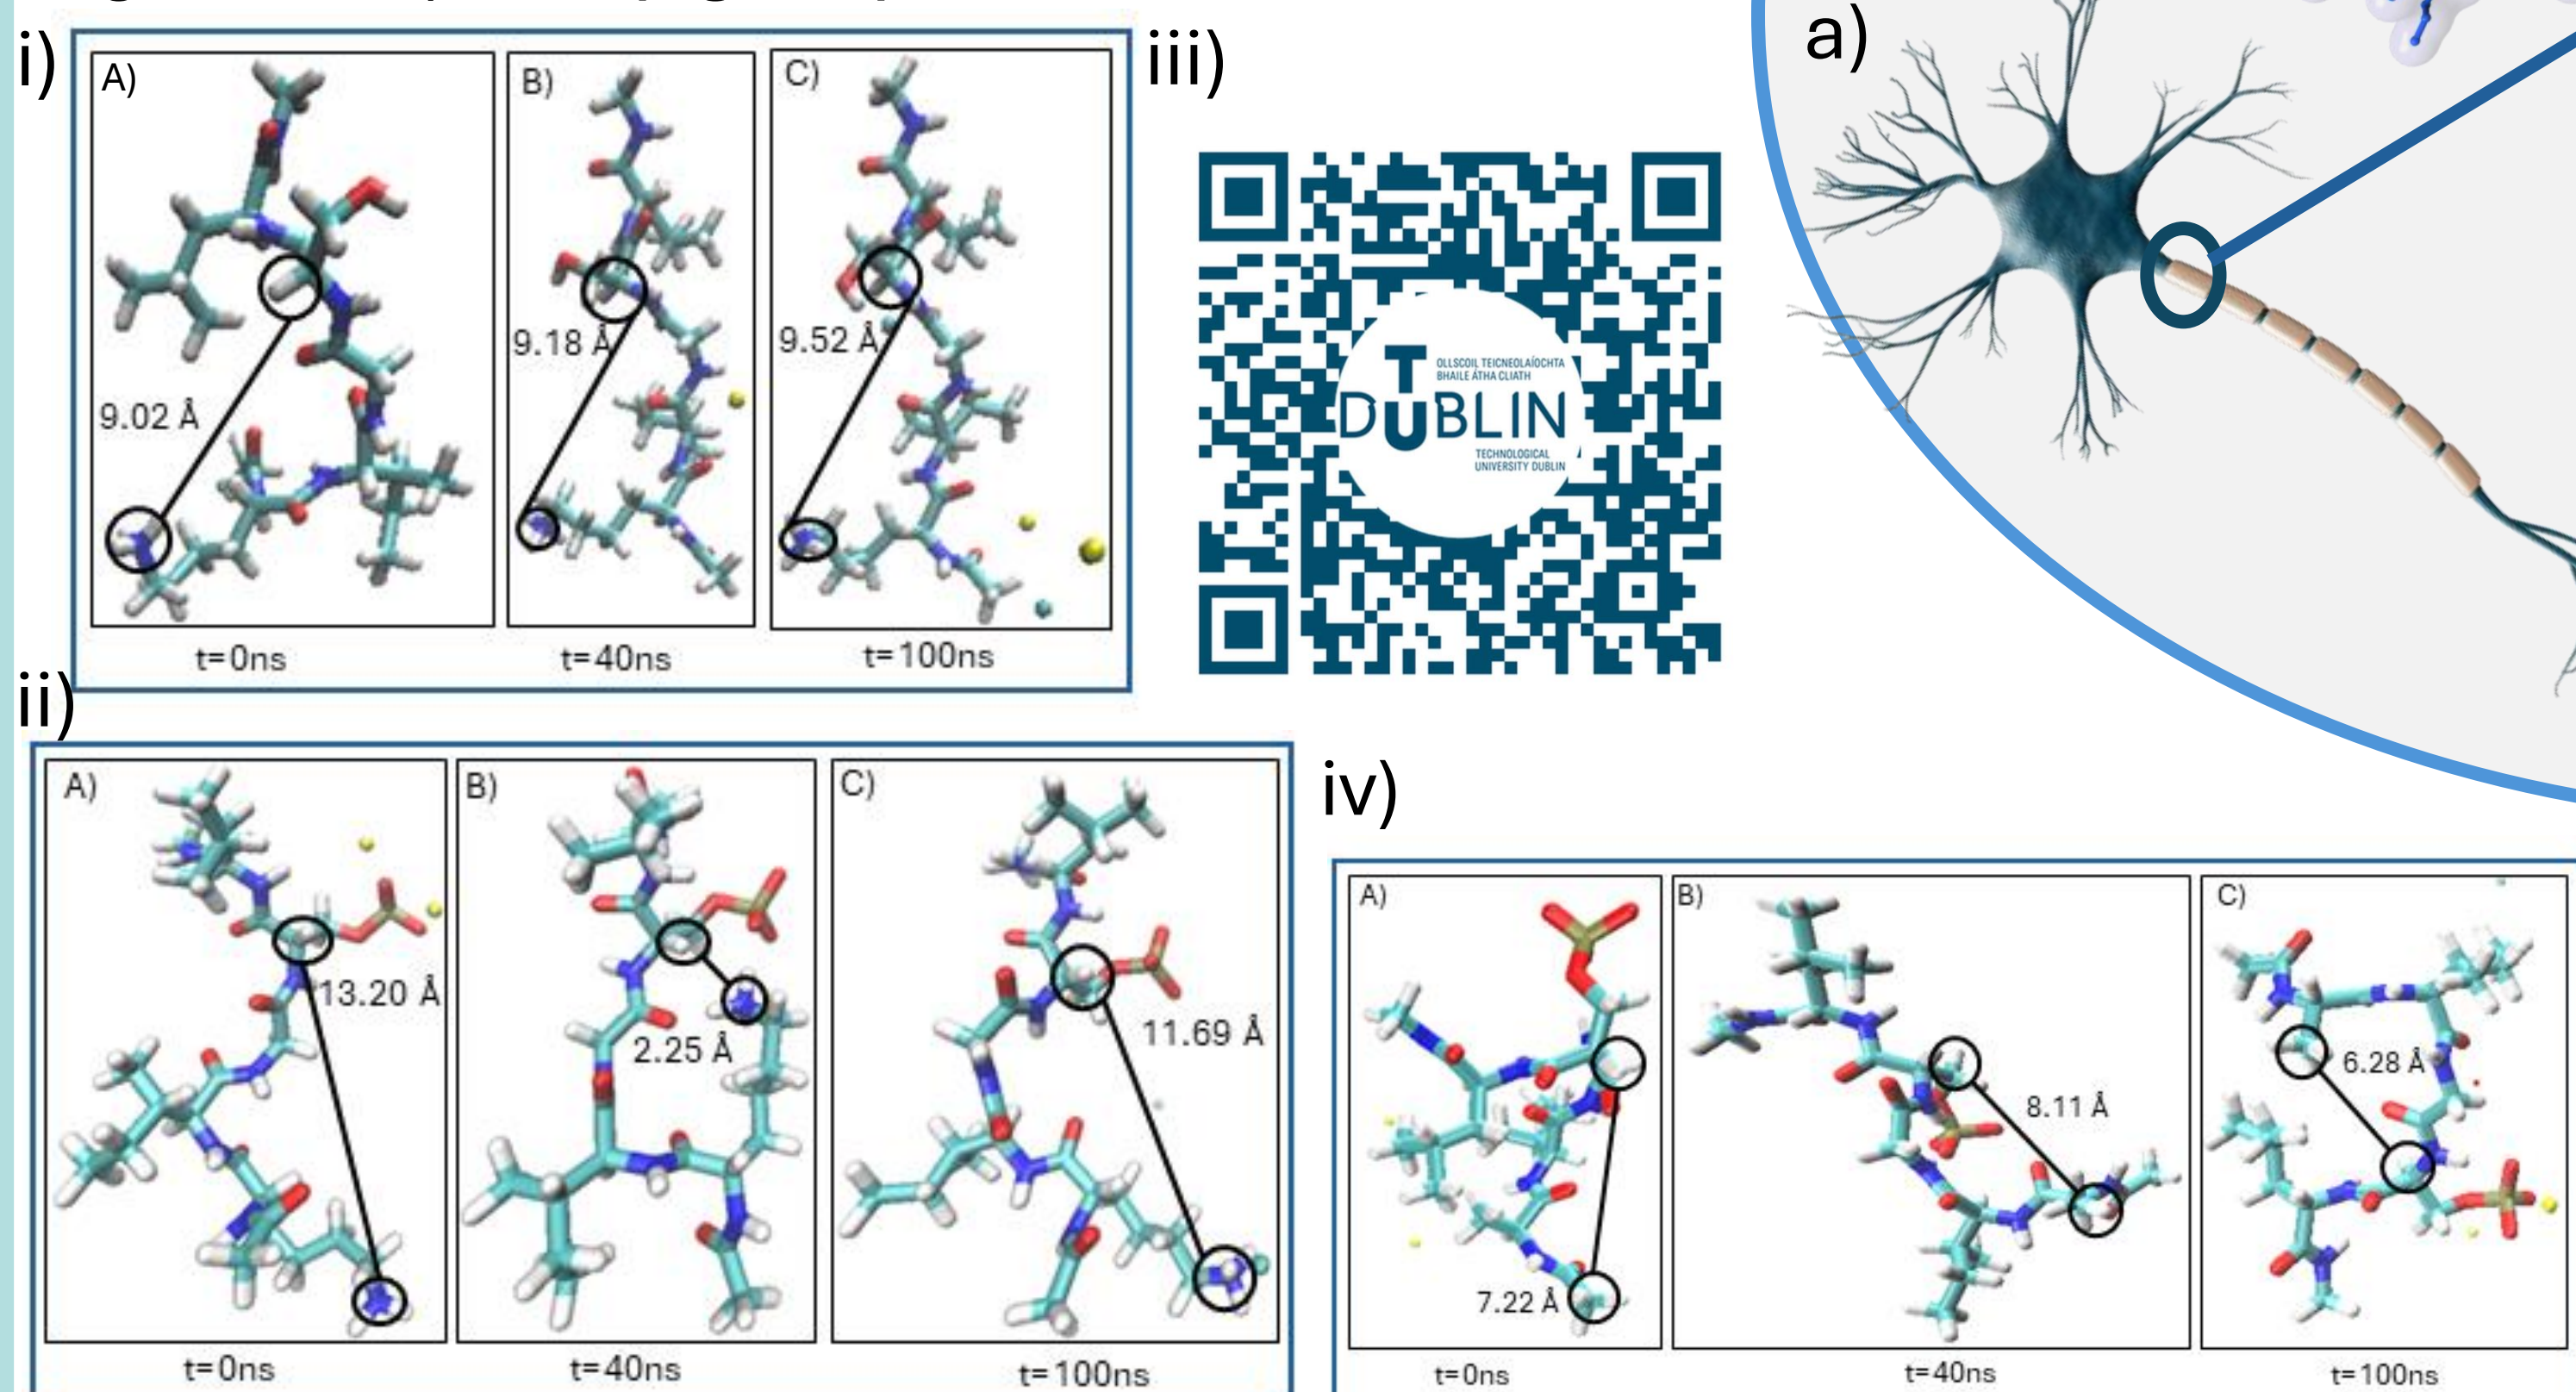 i)
A)
B)
C)
9.02 Å
9.18 Å
9.52 Å
t=0ns
t=40ns
t=100ns
iii)
OLLSCOIL TEICNEOLAÍOCHTA
BHAILE ÁTHA CLIATH
TU DUBLIN
TECHNOLOGICAL
UNIVERSITY DUBLIN
a)
ii)
A)
B)
C)
13.20 Å
2.25 Å
11.69 Å
t=0ns
t=40ns
t=100ns
iv)
A)
B)
C)
7.22 Å
8.11 Å
6.28 Å
t=0ns
t=40ns
t=100ns